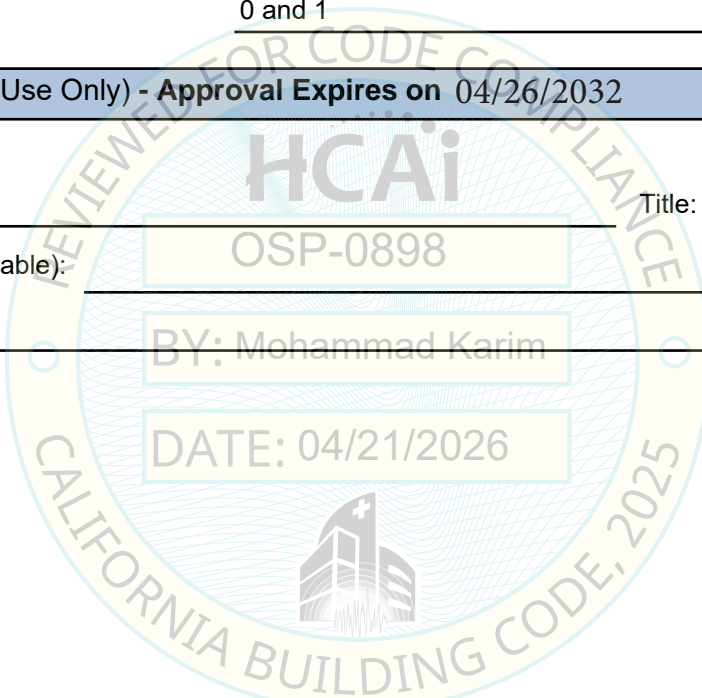 0 and 1
Use Only) - Approval Expires on 04/26/2032
REVIEWED FOR CODE COMPLIANCE
HCAi
Title:
OSP-0898
able):
BY: Mohammad Karim
DATE: 04/21/2026
CALIFORNIA BUILDING CODE, 2025